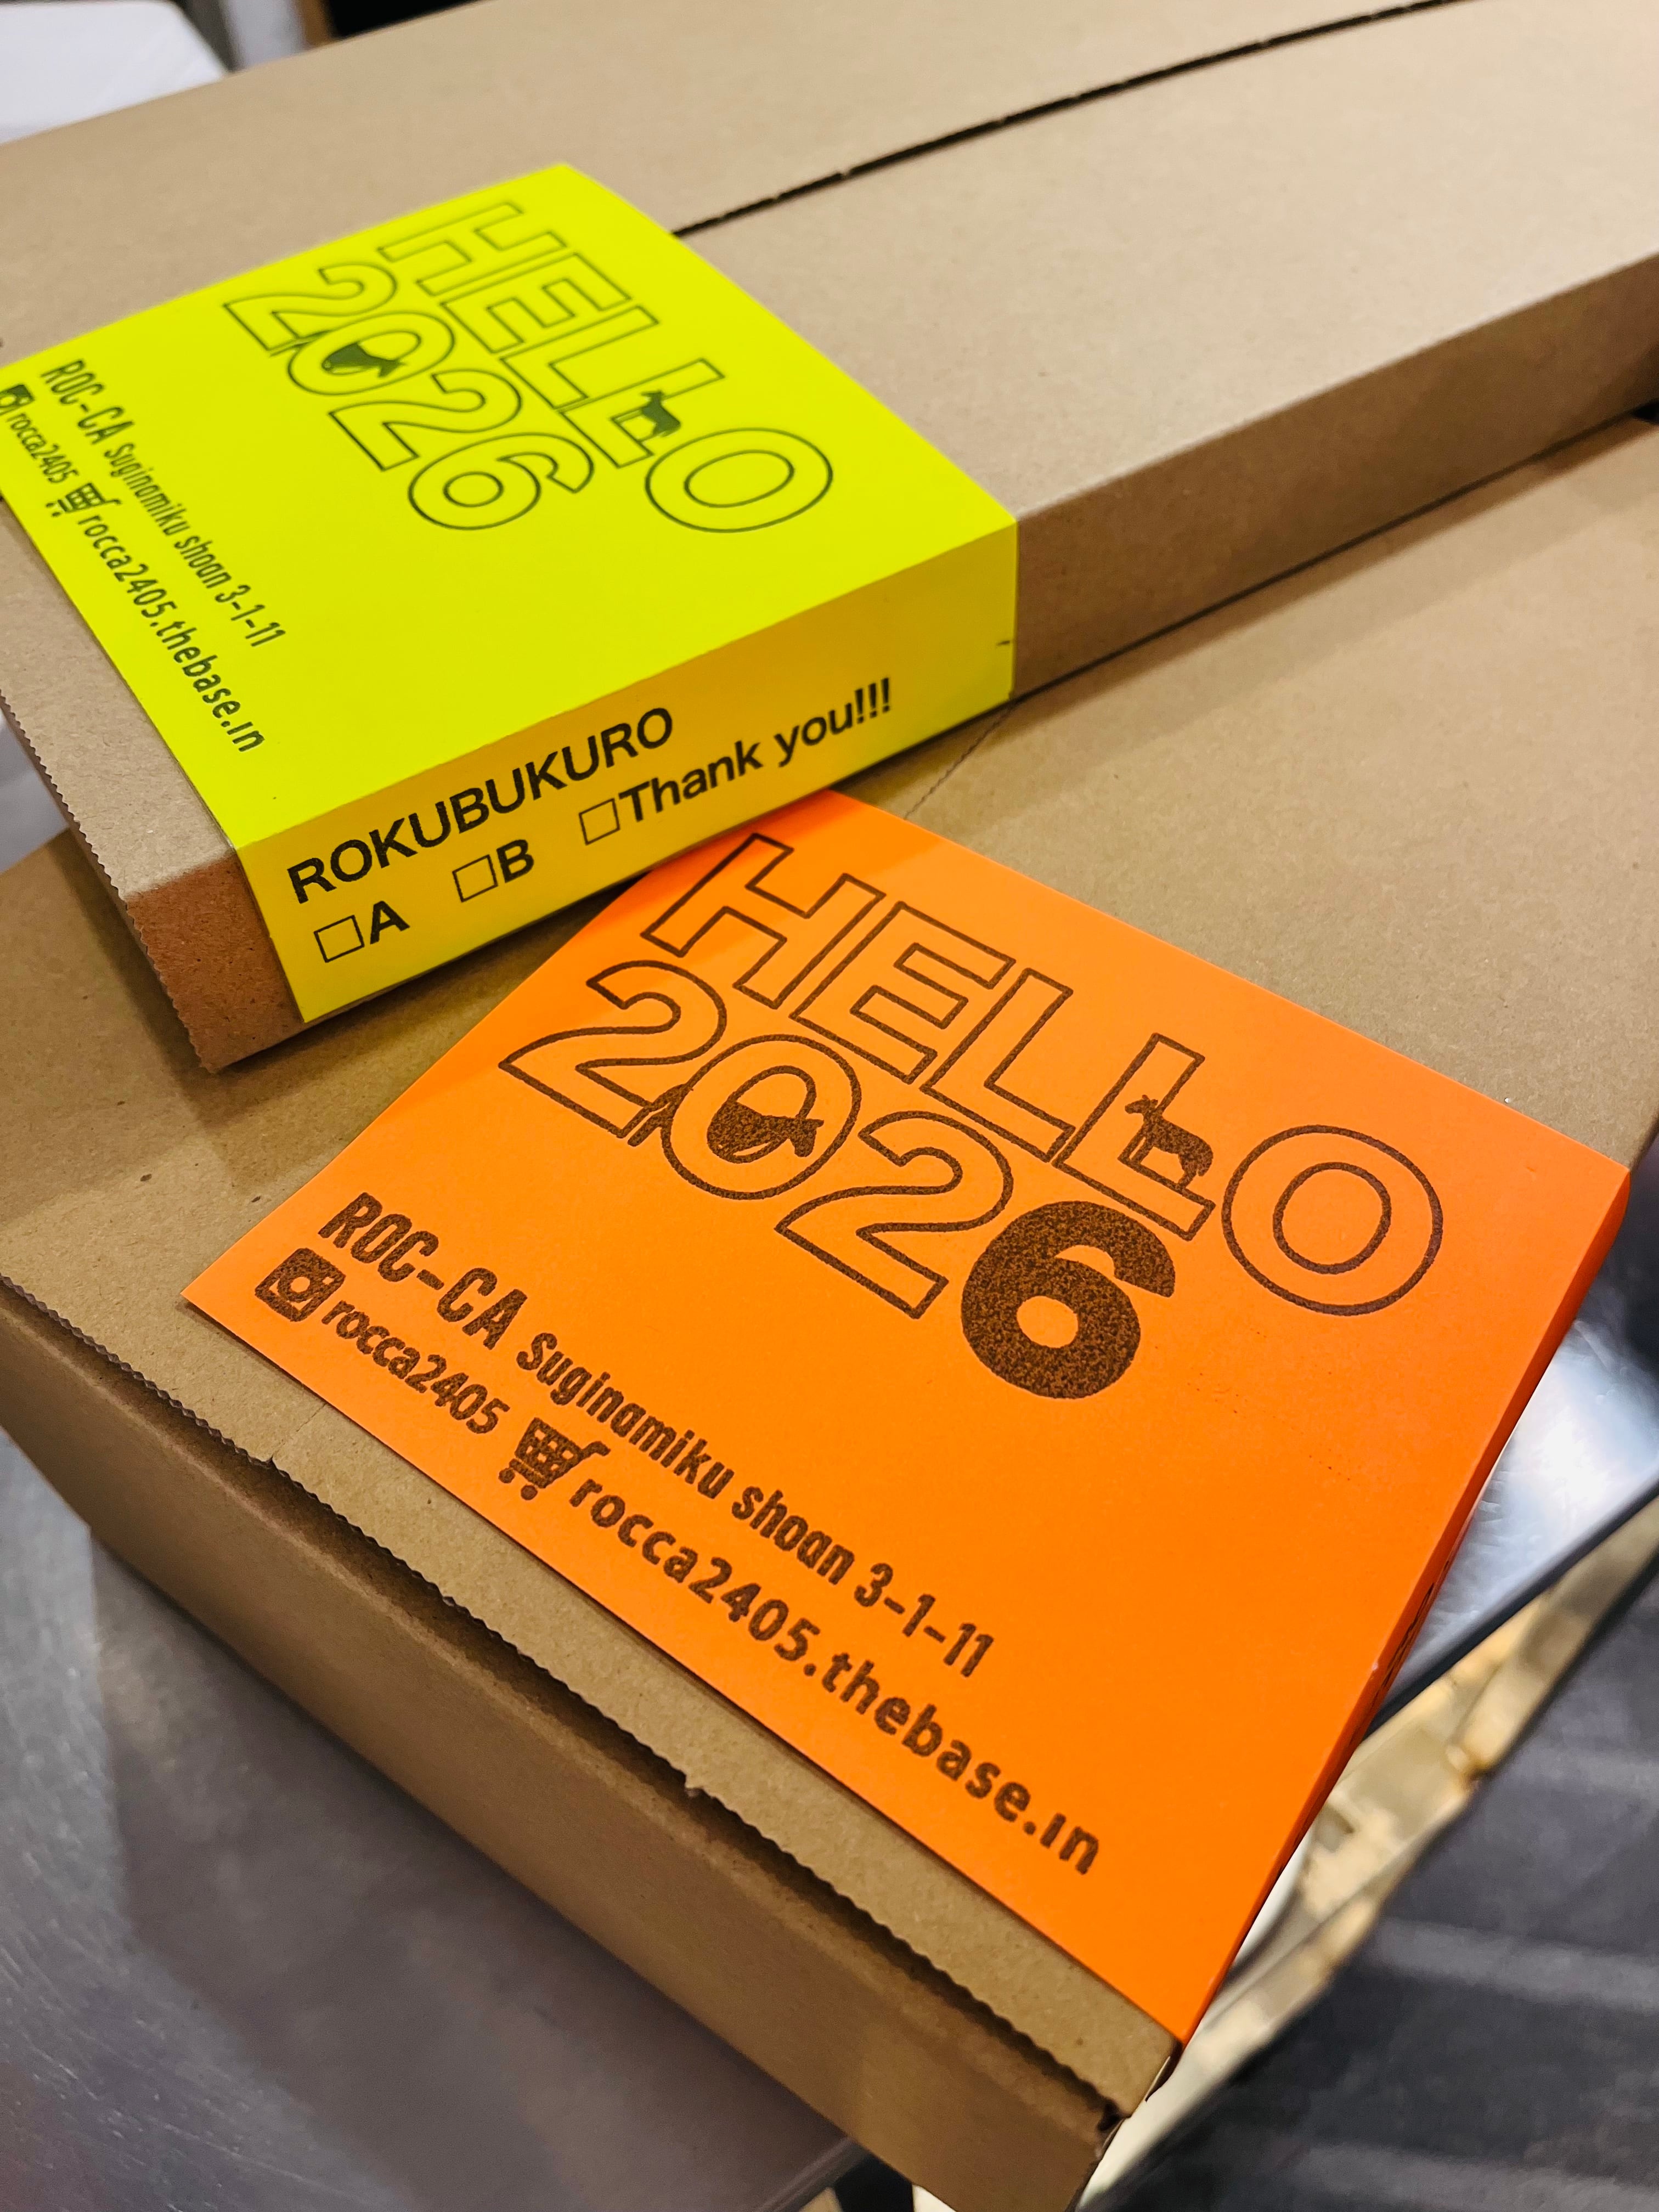 HELLO
2026
ROC-CA Suginamiku shoan 3-1-11
rocca2405 rocca2405.thebase.in
ROKUBUKURO
□A □B □Thank you!!!
HELLO
2026
ROC-CA Suginamiku shoan 3-1-11
rocca2405 rocca2405.thebase.in